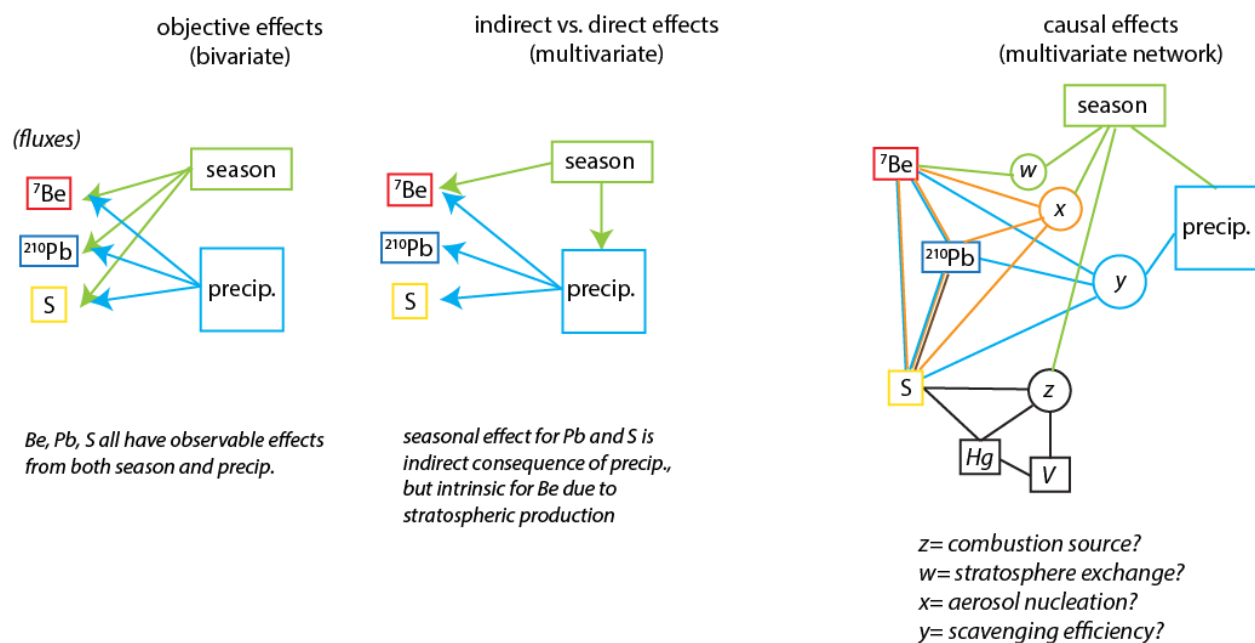 objective effects
(bivariate)
(fluxes)
season
⁷Be
²¹⁰Pb
S
precip.
Be, Pb, S all have observable effects
from both season and precip.
indirect vs. direct effects
(multivariate)
season
⁷Be
²¹⁰Pb
S
precip.
seasonal effect for Pb and S is
indirect consequence of precip.,
but intrinsic for Be due to
stratospheric production
causal effects
(multivariate network)
season
⁷Be
w
x
precip.
²¹⁰Pb
y
S
z
Hg
V
z= combustion source?
w= stratosphere exchange?
x= aerosol nucleation?
y= scavenging efficiency?